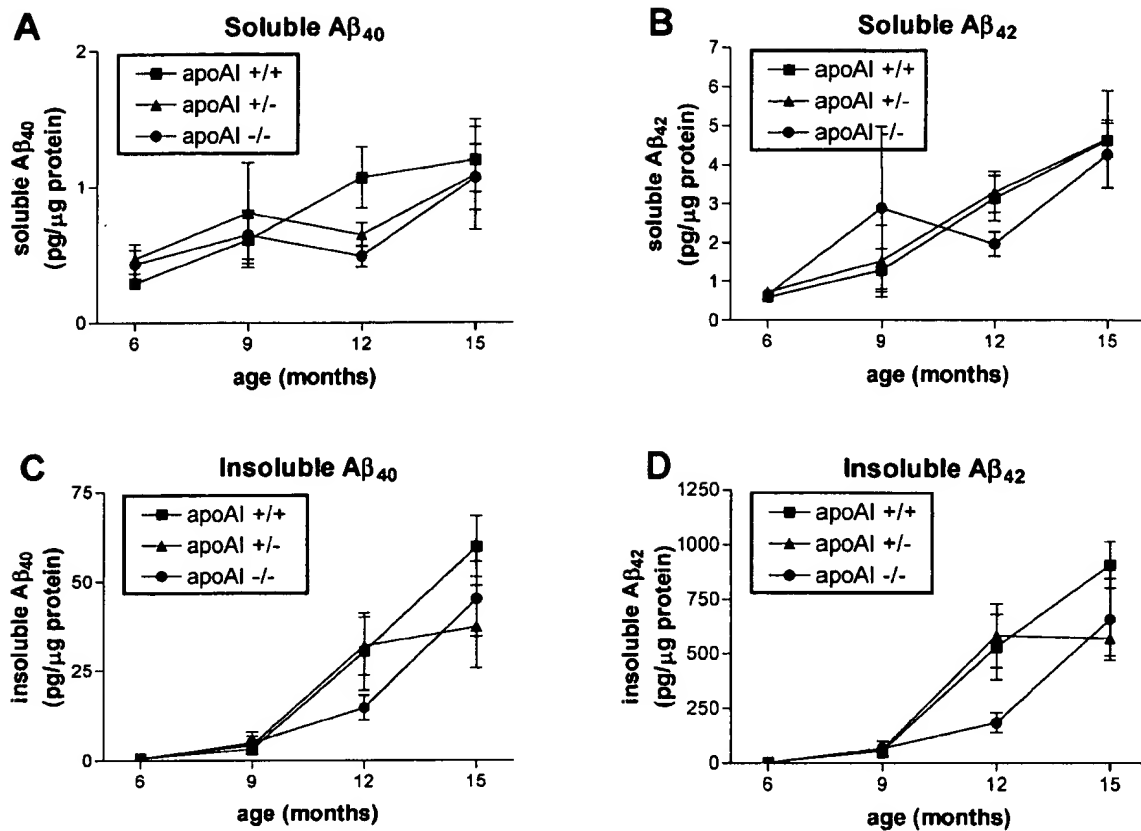 A
Soluble Aβ40
2
1
0
soluble Aβ40
(pg/μg protein)
apoAI +/+
apoAI +/-
apoAI -/-
6 9 12 15
age (months)
B
Soluble Aβ42
7
6
5
4
3
2
1
0
soluble Aβ42
(pg/μg protein)
apoAI +/+
apoAI +/-
apoAI -/-
6 9 12 15
age (months)
C
Insoluble Aβ40
75
50
25
0
insoluble Aβ40
(pg/μg protein)
apoAI +/+
apoAI +/-
apoAI -/-
6 9 12 15
age (months)
D
Insoluble Aβ42
1250
1000
750
500
250
0
insoluble Aβ42
(pg/μg protein)
apoAI +/+
apoAI +/-
apoAI -/-
6 9 12 15
age (months)